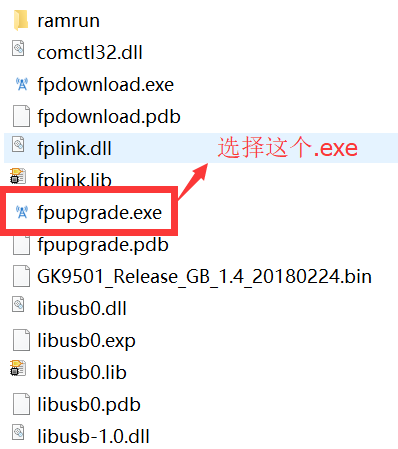 ramrun
comctl32.dll
fpdownload.exe
fpdownload.pdb
选择这个.exe
fplink.dll
fplink.lib
fpupgrade.exe
fpupgrade.pdb
GK9501_Release_GB_1.4_20180224.bin
libusb0.dll
libusb0.exp
libusb0.lib
libusb0.pdb
libusb-1.0.dll